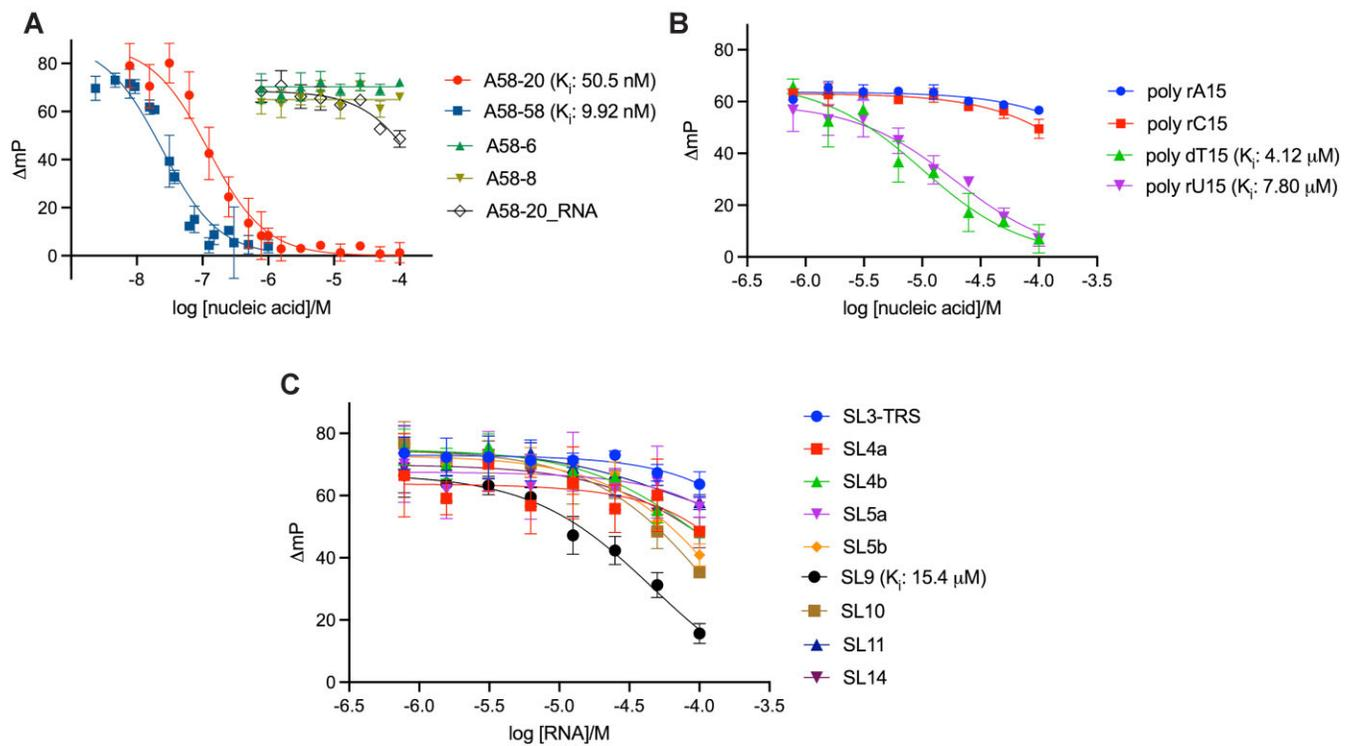 A
ΔmP
80
60
40
20
0
-8
-7
-6
-5
-4
log [nucleic acid]/M
A58-20 (Ki: 50.5 nM)
A58-58 (Ki: 9.92 nM)
A58-6
A58-8
A58-20_RNA
B
ΔmP
80
60
40
20
0
-6.5
-6.0
-5.5
-5.0
-4.5
-4.0
-3.5
log [nucleic acid]/M
poly rA15
poly rC15
poly dT15 (Ki: 4.12 μM)
poly rU15 (Ki: 7.80 μM)
C
ΔmP
80
60
40
20
0
-6.5
-6.0
-5.5
-5.0
-4.5
-4.0
-3.5
log [RNA]/M
SL3-TRS
SL4a
SL4b
SL5a
SL5b
SL9 (Ki: 15.4 μM)
SL10
SL11
SL14